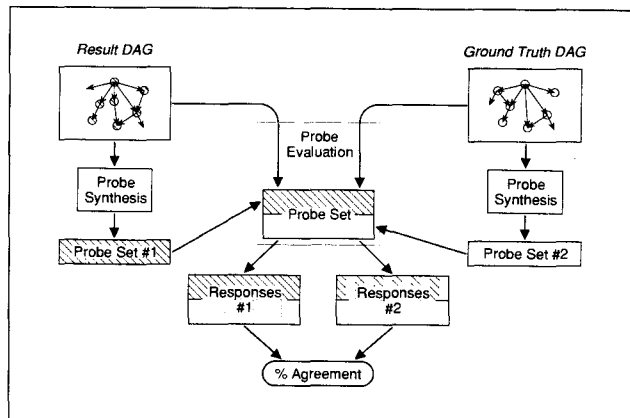 Result DAG
Ground Truth DAG
Probe
Evaluation
Probe
Synthesis
Probe
Synthesis
Probe Set
Probe Set #1
Probe Set #2
Responses
#1
Responses
#2
% Agreement